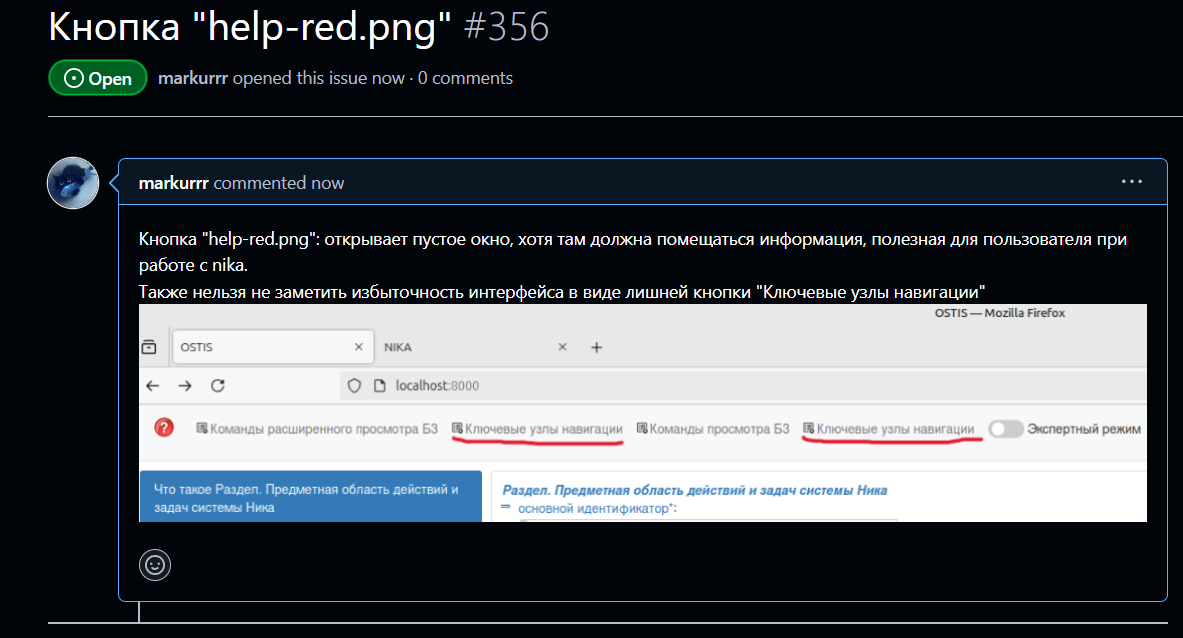 Кнопка "help-red.png" #356
Open markurrr opened this issue now · 0 comments
markurrr commented now
Кнопка "help-red.png": открывает пустое окно, хотя там должна помещаться информация, полезная для пользователя при
работе с nika.
Также нельзя не заметить избыточность интерфейса в виде лишней кнопки "Ключевые узлы навигации"
OSTIS — Mozilla Firefox
OSTIS NIKA
localhost:8000
? Команды расширенного просмотра БЗ Ключевые узлы навигации Команды просмотра БЗ Ключевые узлы навигации Экспертный режим
Что такое Раздел. Предметная область действий и
задач системы Ника
Раздел. Предметная область действий и задач системы Ника
⇒ основной идентификатор*: